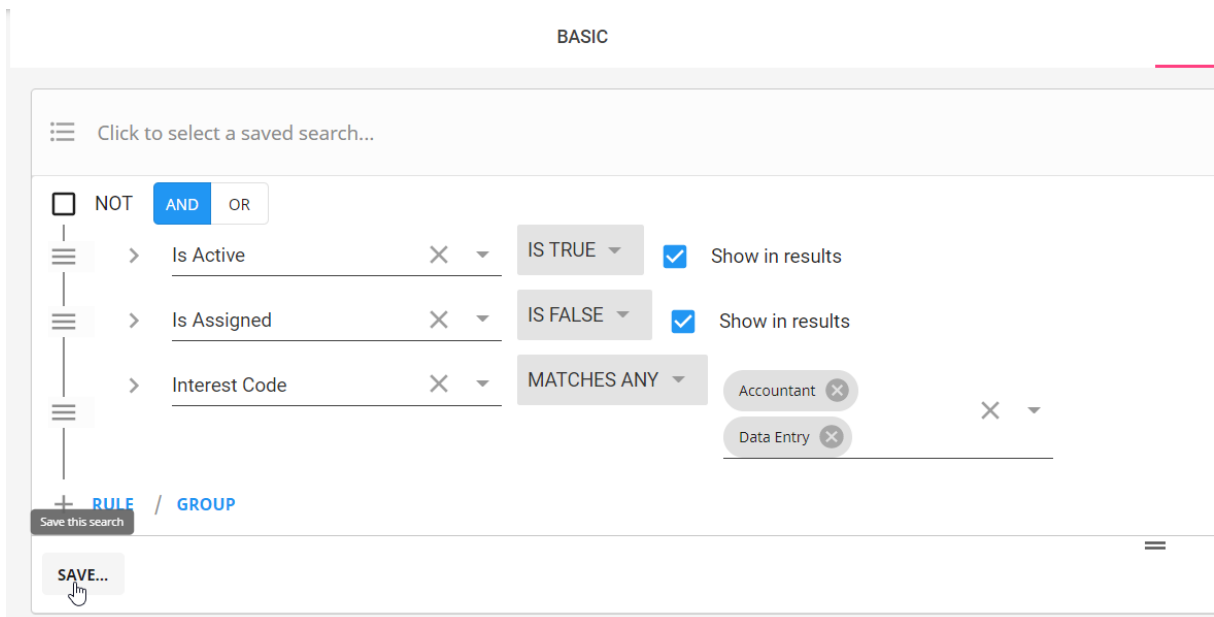 BASIC
Click to select a saved search...
NOT AND OR
Is Active IS TRUE Show in results
Is Assigned IS FALSE Show in results
Interest Code MATCHES ANY Accountant
Data Entry
RULE / GROUP
Save this search
SAVE...